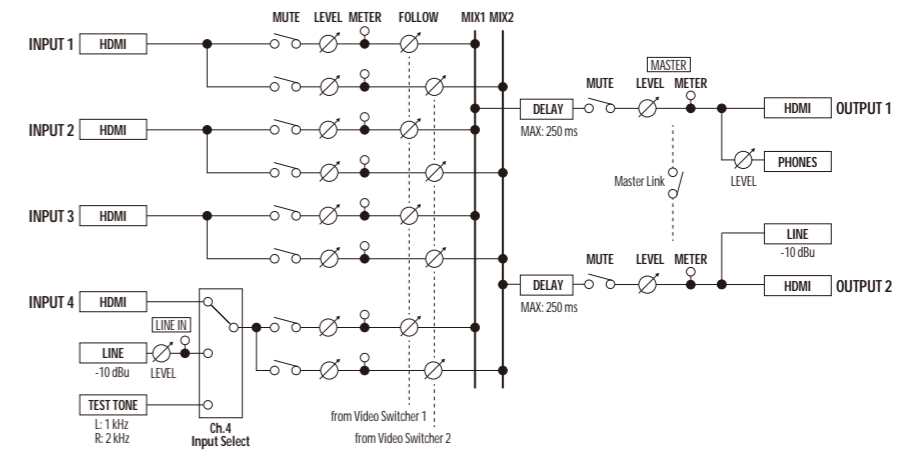 MUTE LEVEL METER FOLLOW MIX1 MIX2
INPUT 1 HDMI
INPUT 2 HDMI
INPUT 3 HDMI
INPUT 4 HDMI
LINE IN
LINE
-10 dBu
LEVEL
TEST TONE
L: 1 kHz
R: 2 kHz
Ch.4
Input Select
from Video Switcher 1
from Video Switcher 2
MASTER
MUTE LEVEL METER
DELAY
MAX: 250 ms
HDMI OUTPUT 1
PHONES
LEVEL
Master Link
MUTE LEVEL METER
LINE
-10 dBu
DELAY
MAX: 250 ms
HDMI OUTPUT 2